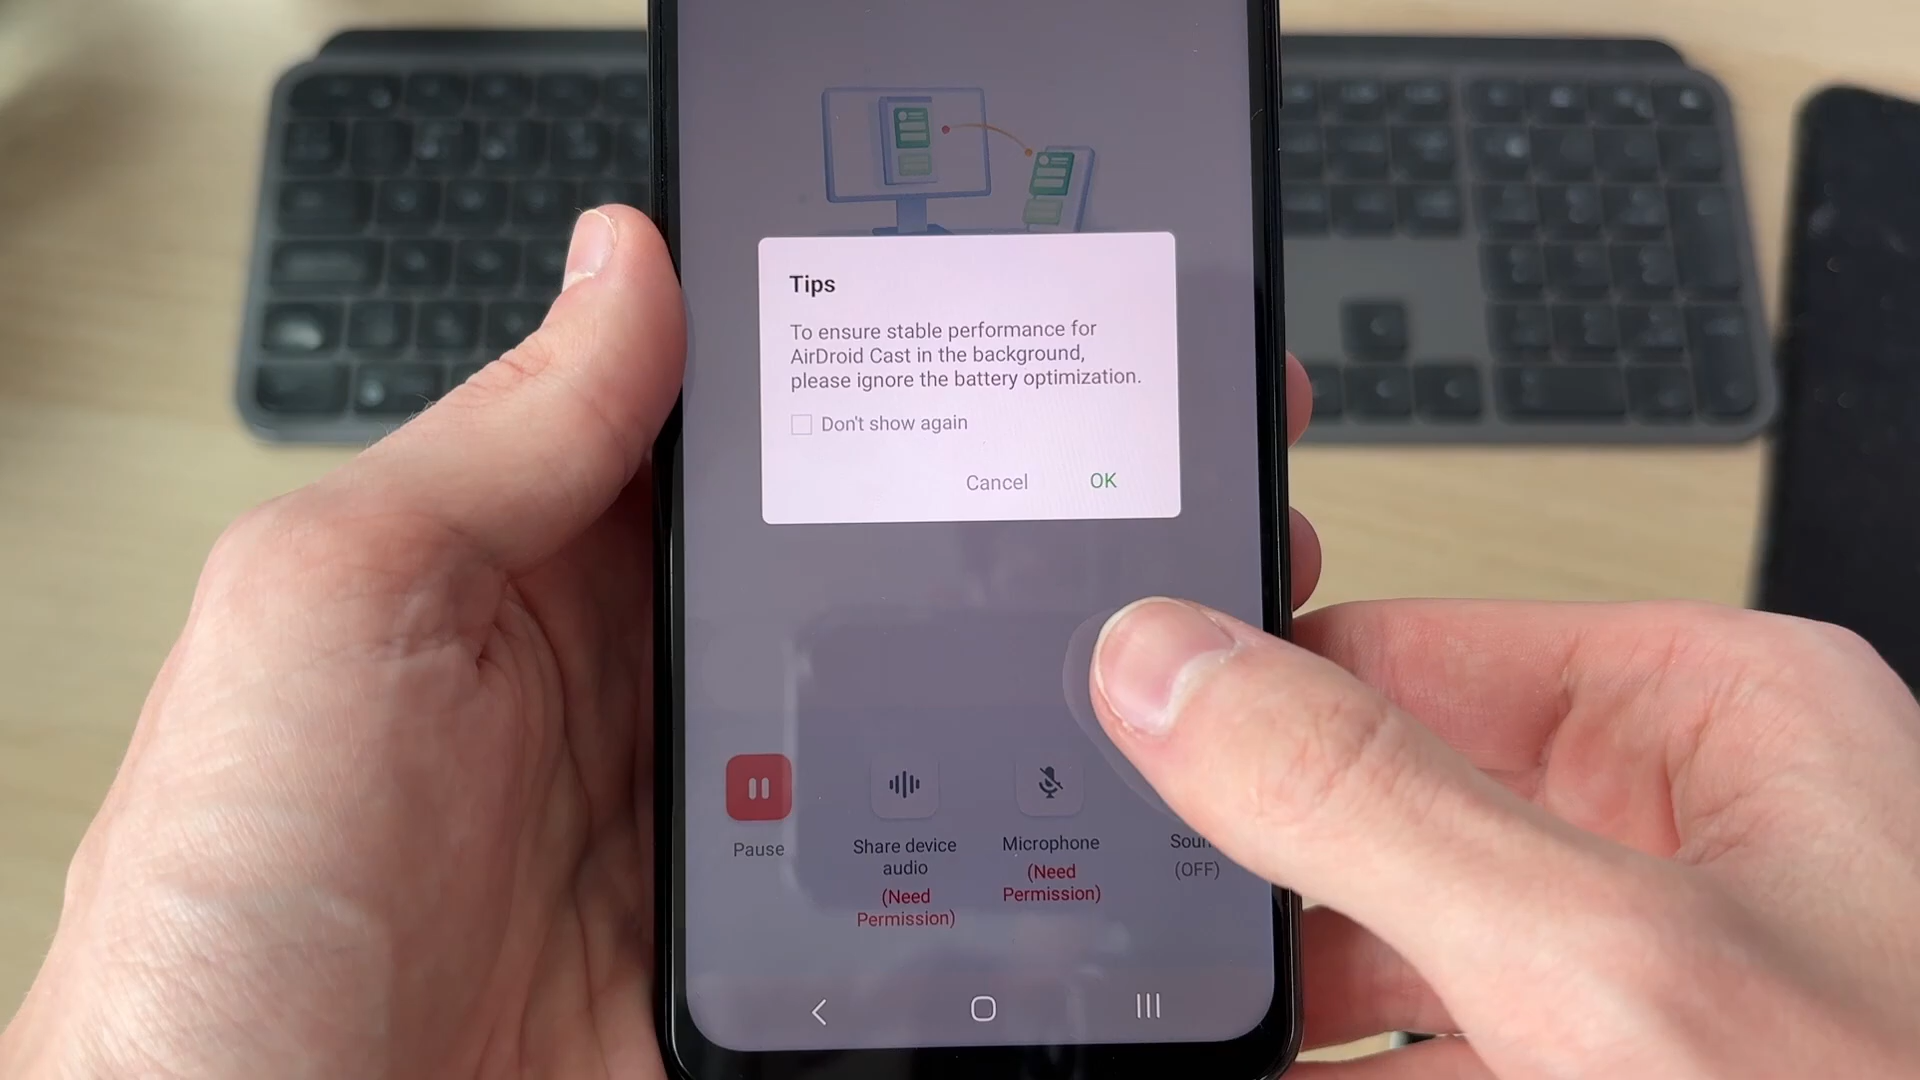 Tips
To ensure stable performance for
AirDroid Cast in the background,
please ignore the battery optimization.
Don't show again
Cancel OK
Pause
Share device
audio
(Need
Permission)
Microphone
(Need
Permission)
(OFF)